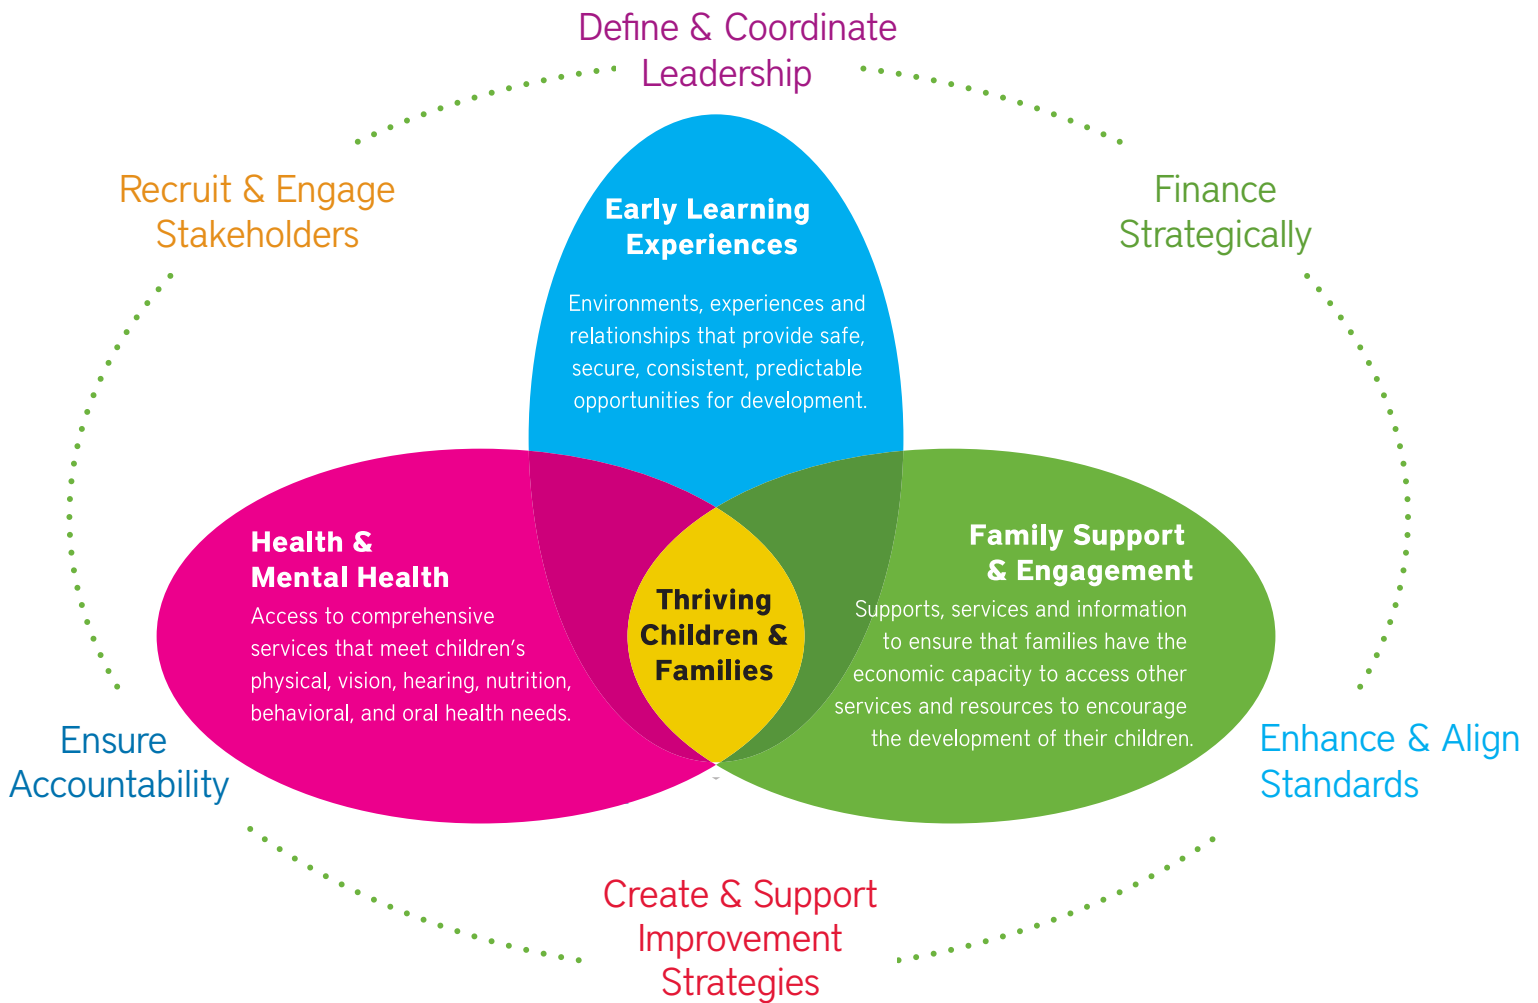 Define & Coordinate
Leadership
Recruit & Engage
Stakeholders
Finance
Strategically
Early Learning
Experiences
Environments, experiences and
relationships that provide safe,
secure, consistent, predictable
opportunities for development.
Health &
Mental Health
Access to comprehensive
services that meet children’s
physical, vision, hearing, nutrition,
behavioral, and oral health needs.
Thriving
Children &
Families
Family Support
& Engagement
Supports, services and information
to ensure that families have the
economic capacity to access other
services and resources to encourage
the development of their children.
Ensure
Accountability
Enhance & Align
Standards
Create & Support
Improvement
Strategies